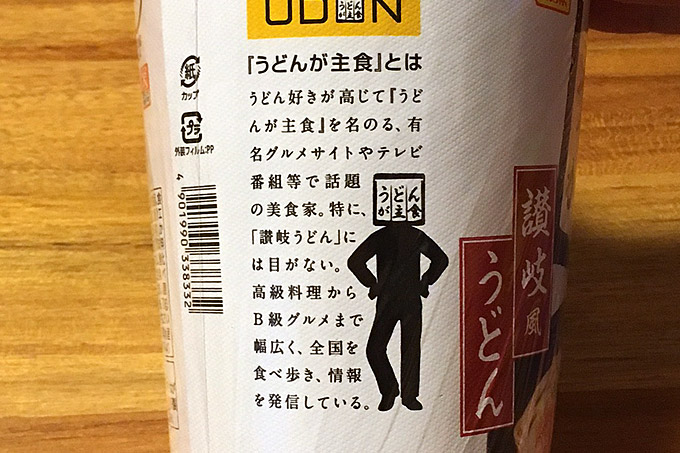 UDON
うどんが主食
『うどんが主食』とは
うどん好きが高じて『うど
んが主食』を名のる、有
名グルメサイトやテレビ
番組等で話題
の美食家。特に、
「讃岐うどん」に
は目がない。
高級料理から
B級グルメまで
幅広く、全国を
食べ歩き、情報
を発信している。
うどん
が主食
紙
カップ
プラ
外装フィルム:PP
4 901990 338332
讃岐風
うどん